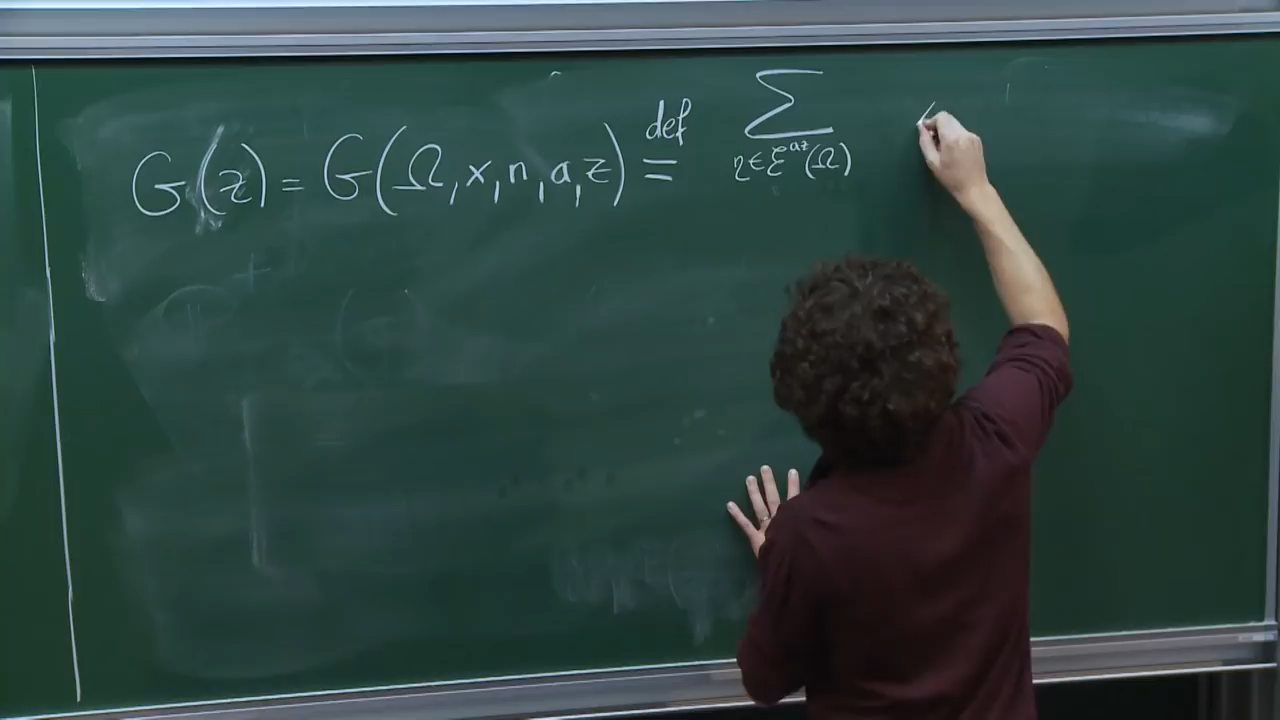 G(z) = G(Ω, x, n, a, z) def = Σ η∈ℰ^{az}(Ω)